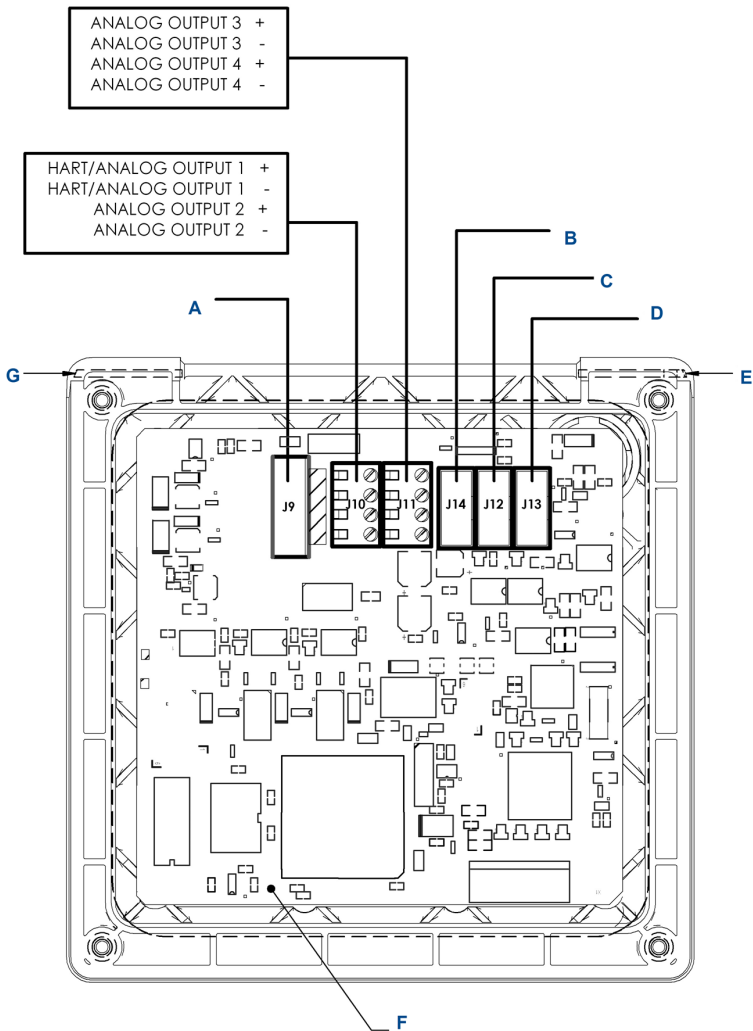 ANALOG OUTPUT 3 +
ANALOG OUTPUT 3 -
ANALOG OUTPUT 4 +
ANALOG OUTPUT 4 -
HART/ANALOG OUTPUT 1 +
HART/ANALOG OUTPUT 1 -
ANALOG OUTPUT 2 +
ANALOG OUTPUT 2 -
B
C
A
D
G
E
J9
J10
J11
J14
J12
J13
F